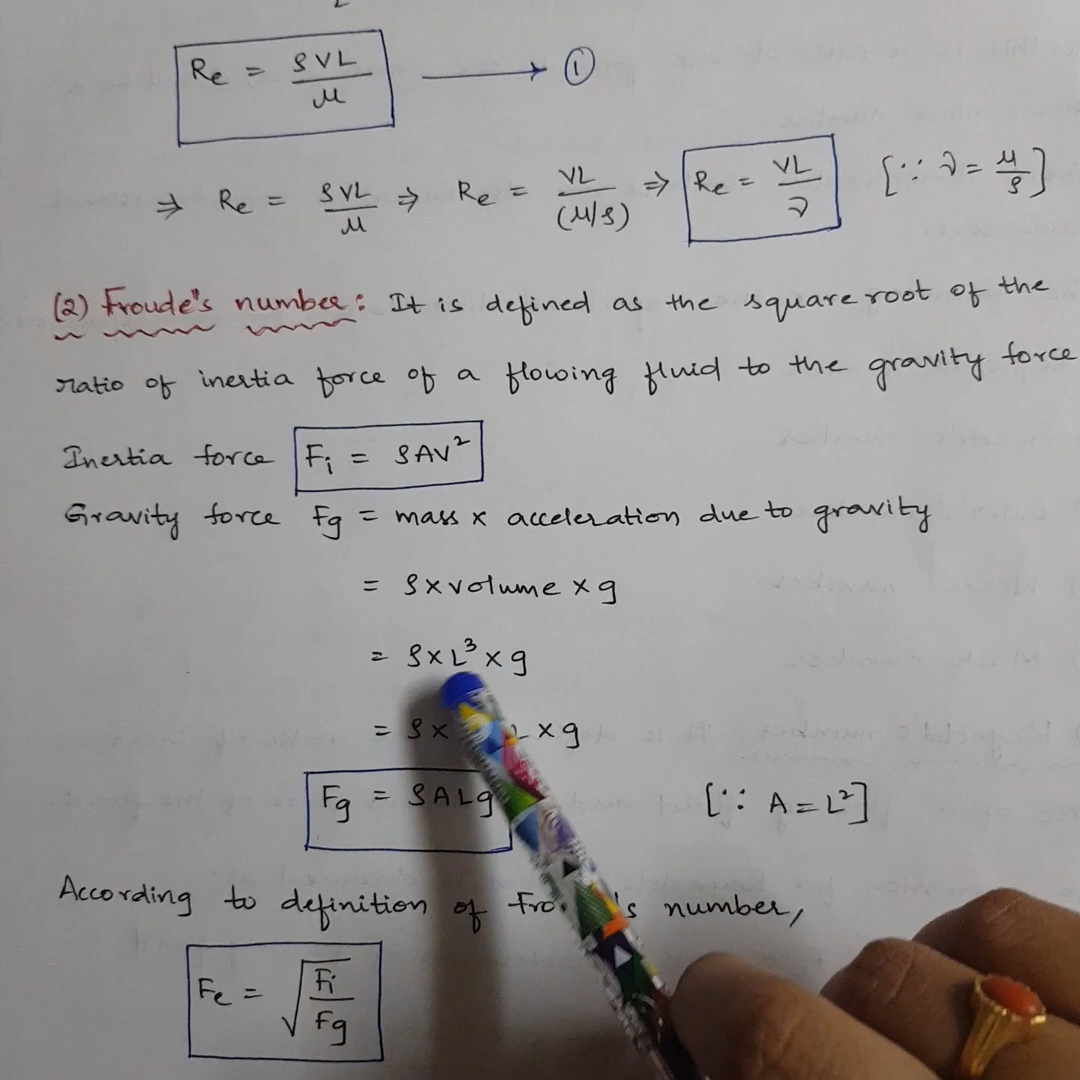 Re = ρVL/μ ⟶ ①
⇒ Re = ρVL/μ ⇒ Re = VL/(μ/ρ) ⇒ Re = VL/ν [∵ ν = μ/ρ]
(2) Froude's number: It is defined as the square root of the
ratio of inertia force of a flowing fluid to the gravity force
Inertia force Fi = ρAV²
Gravity force Fg = mass x acceleration due to gravity
= ρ x volume x g
= ρ x L³ x g
= ρ x L x g
Fg = ρALg [∵ A = L²]
According to definition of number,
Fe = √(Fi/Fg)